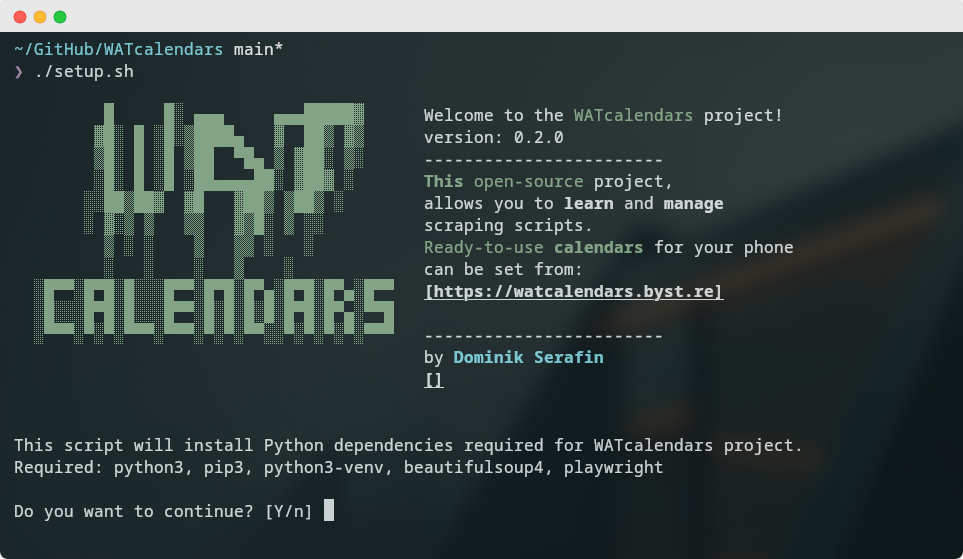 ~/GitHub/WATcalendars main*
❯ ./setup.sh
WAT
CALENDARS
Welcome to the WATcalendars project!
version: 0.2.0
------------------------
This open-source project,
allows you to learn and manage
scraping scripts.
Ready-to-use calendars for your phone
can be set from:
[https://watcalendars.byst.re]
------------------------
by Dominik Serafin
[]
This script will install Python dependencies required for WATcalendars project.
Required: python3, pip3, python3-venv, beautifulsoup4, playwright
Do you want to continue? [Y/n]